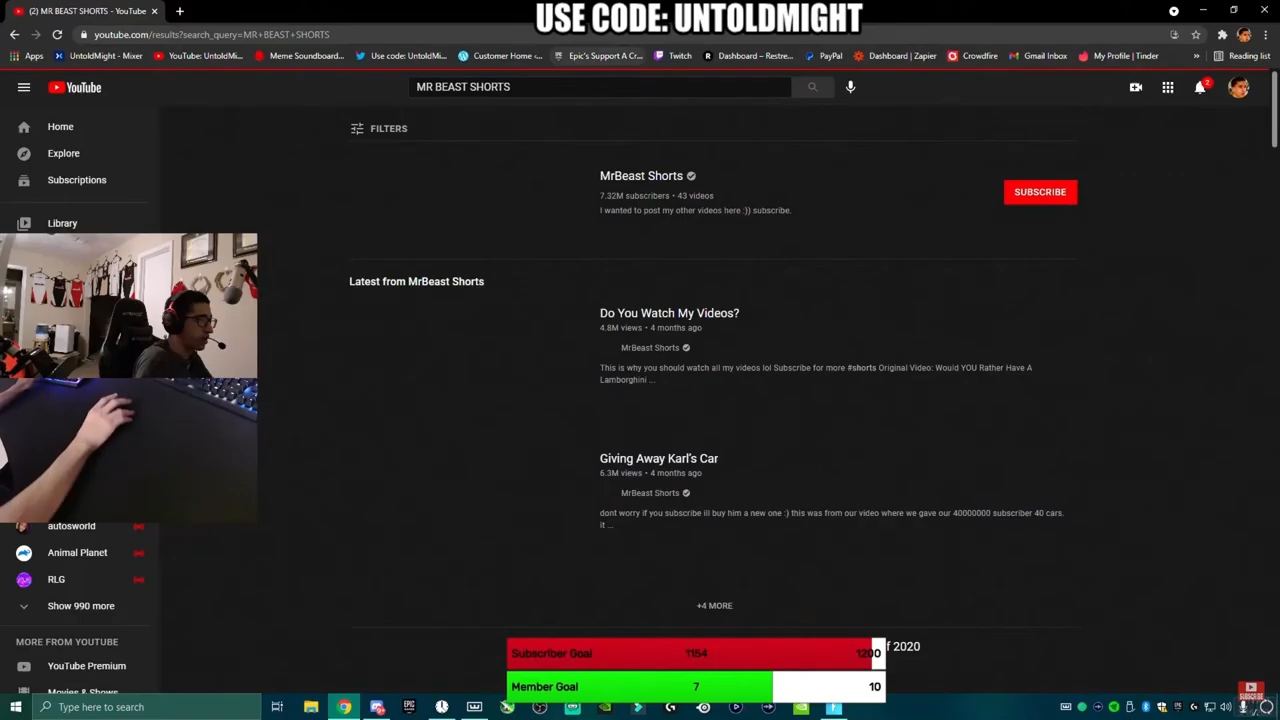 USE CODE: UNTOLDMIGHT
(2) MR BEAST SHORTS - YouTube
youtube.com/results?search_query=MR+BEAST+SHORTS
Apps
UntoldMight - Mixer
YouTube: UntoldMi...
Meme Soundboard...
Twitch: UntoldMi...
Customer Home ‹...
Epic's Support A Cr...
Twitch
Dashboard – Restre...
PayPal
Dashboard | Zapier
Crowdfire
Gmail Inbox
My Profile | Tinder
»
Reading list
YouTube
MR BEAST SHORTS
2
Home
FILTERS
Explore
Subscriptions
Library
MrBeast Shorts
7.32M subscribers • 43 videos
I wanted to post my other videos here :)) subscribe.
SUBSCRIBE
Latest from MrBeast Shorts
Do You Watch My Videos?
4.8M views • 4 months ago
MrBeast Shorts
This is why you should watch all my videos lol Subscribe for more #shorts Original Video: Would YOU Rather Have A
Lamborghini ...
Giving Away Karl's Car
6.3M views • 4 months ago
MrBeast Shorts
dont worry if you subscribe ill buy him a new one :) this was from our video where we gave our 40000000 subscriber 40 cars.
it ...
autosworld
Animal Planet
RLG
Show 990 more
+4 MORE
MORE FROM YOUTUBE
YouTube Premium
Movies & Shows
f 2020
Subscriber Goal 1154 1200
Member Goal 7 10
Type here to search
SUBSCRIBE